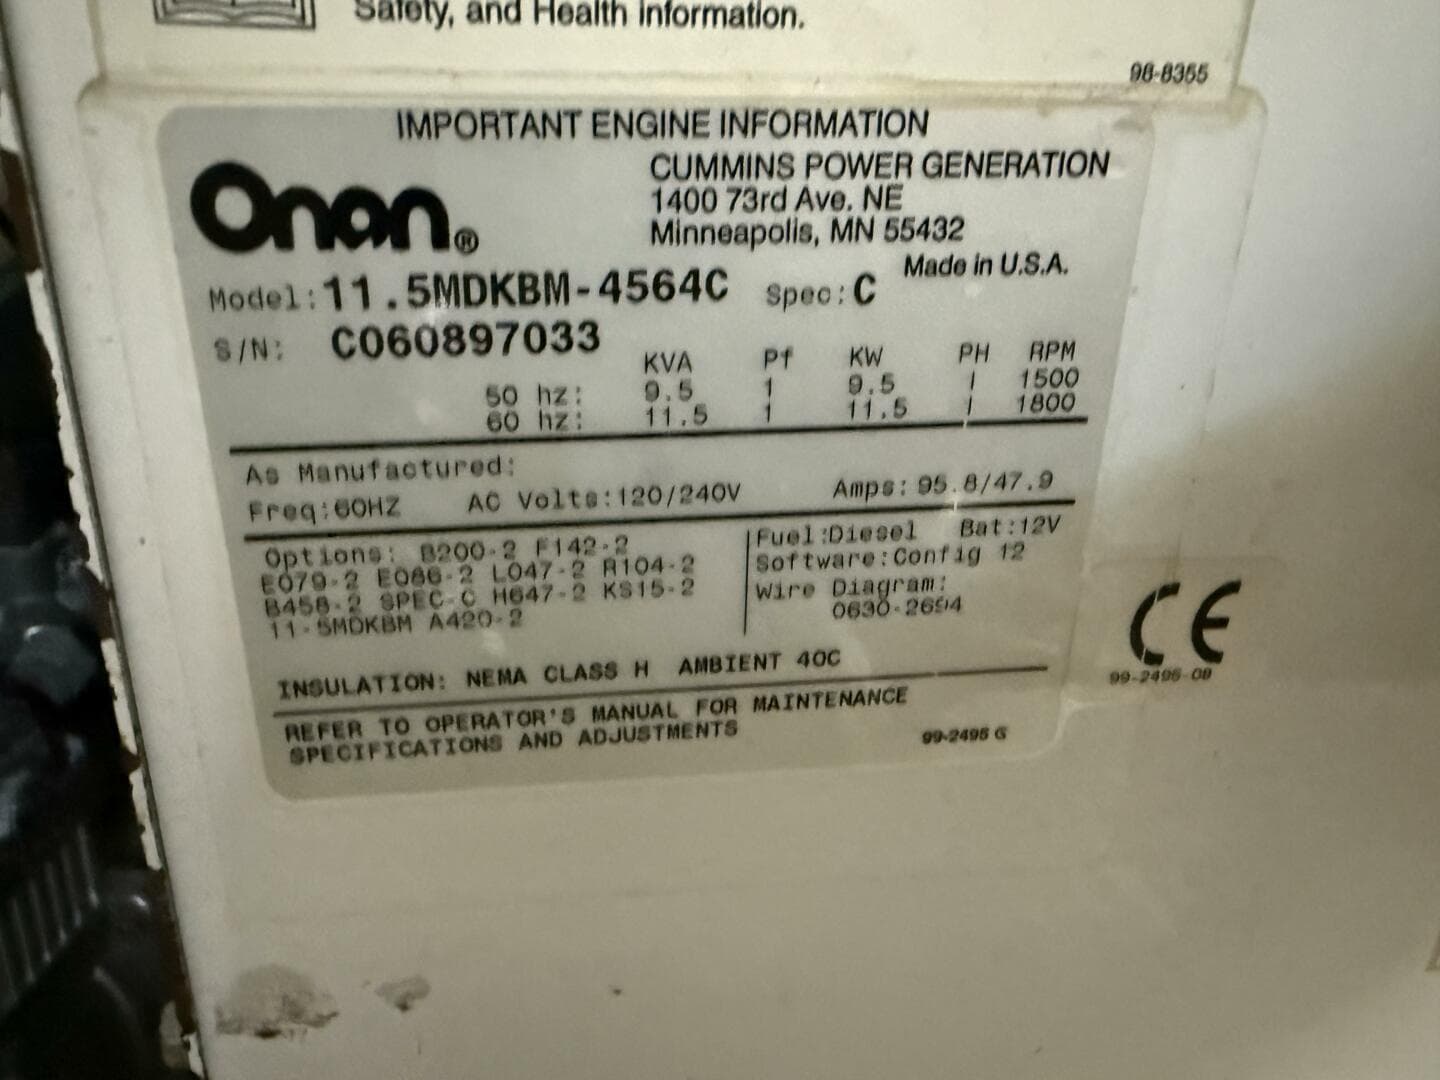 Safety, and Health information.
98-8355
IMPORTANT ENGINE INFORMATION
Onan®
CUMMINS POWER GENERATION
1400 73rd Ave. NE
Minneapolis, MN 55432
Made in U.S.A.
Model: 11.5MDKBM-4564C Spec: C
S/N: C060897033
KVA Pf KW PH RPM
50 hz: 9.5 1 9.5 1 1500
60 hz: 11.5 1 11.5 1 1800
As Manufactured:
Freq:60HZ AC Volts:120/240V Amps: 95.8/47.9
Options: B200-2 F142-2
E079-2 E086-2 L047-2 R104-2
B458-2 SPEC-C H647-2 KS15-2
11-5MDKBM A420-2
Fuel:Diesel Bat:12V
Software:Config 12
Wire Diagram:
0630-2694
INSULATION: NEMA CLASS H AMBIENT 40C
REFER TO OPERATOR'S MANUAL FOR MAINTENANCE
SPECIFICATIONS AND ADJUSTMENTS
99-2495 G
CE